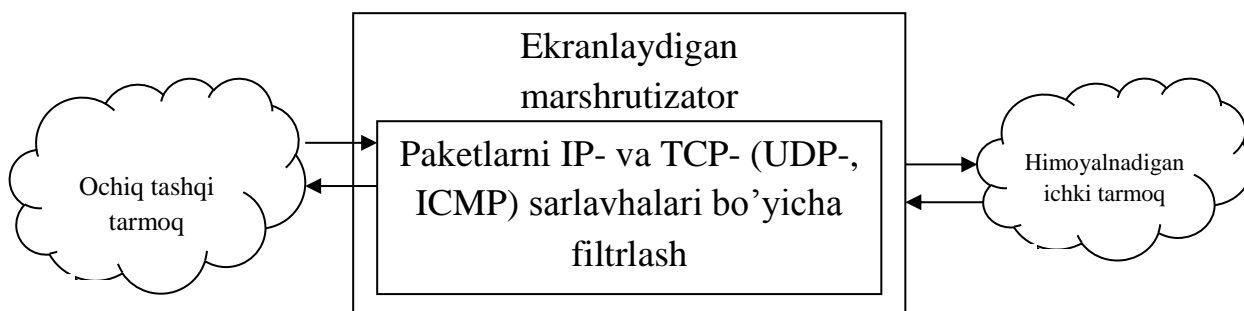 Ekranlaydigan
marshrutizator
Ochiq tashqi
tarmoq
Paketlarni IP- va TCP- (UDP-,
ICMP) sarlavhalari bo’yicha
filtrlash
Himoyalnadigan
ichki tarmoq